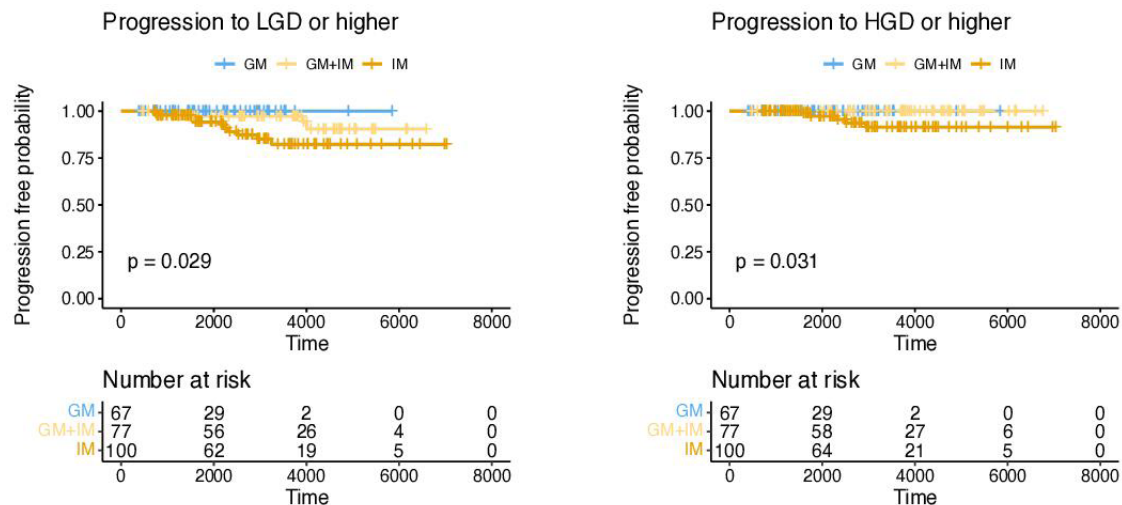 Progression to LGD or higher
GM GM+IM IM
Progression free probability
1.00
0.75
0.50
0.25
0.00
p = 0.029
0 2000 4000 6000 8000
Time
Number at risk
GM 67 29 2 0 0
GM+IM 77 56 26 4 0
IM 100 62 19 5 0
0 2000 4000 6000 8000
Time
Progression to HGD or higher
GM GM+IM IM
Progression free probability
1.00
0.75
0.50
0.25
0.00
p = 0.031
0 2000 4000 6000 8000
Time
Number at risk
GM 67 29 2 0 0
GM+IM 77 58 27 6 0
IM 100 64 21 5 0
0 2000 4000 6000 8000
Time